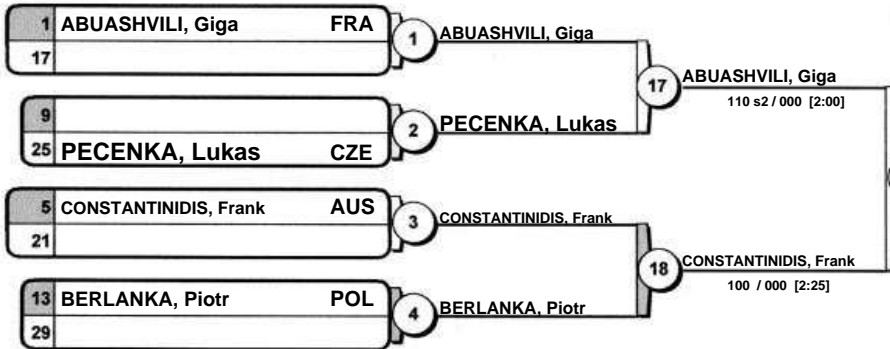 1 ABUASHVILI, Giga FRA
17
1 ABUASHVILI, Giga
9
25 PECENKA, Lukas CZE
2 PECENKA, Lukas
17 ABUASHVILI, Giga
110 s2 / 000 [2:00]
5 CONSTANTINIDIS, Frank AUS
21
3 CONSTANTINIDIS, Frank
13 BERLANKA, Piotr POL
29
4 BERLANKA, Piotr
18 CONSTANTINIDIS, Frank
100 / 000 [2:25]